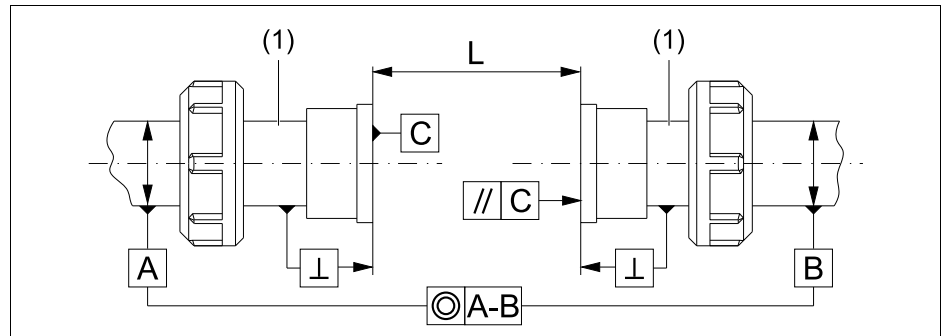 (1) (1)
L
C
// C
A ⊥ ⊥ B
◎ A-B